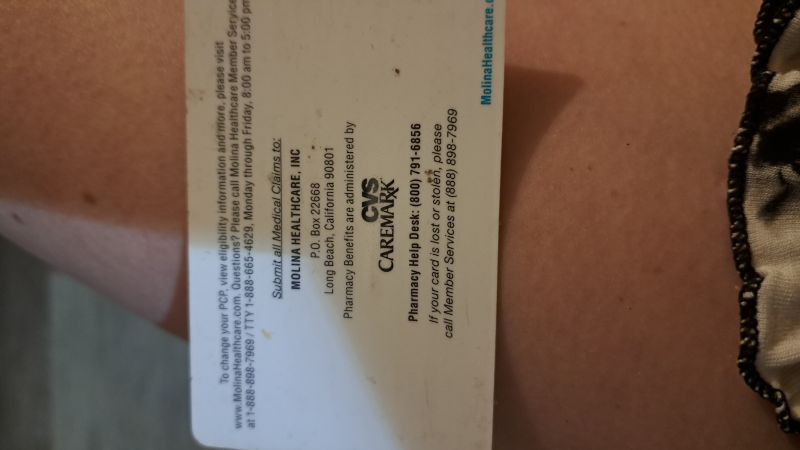 To change your PCP, view eligibility information and more, please visit
www.MolinaHealthcare.com. Questions? Please call Molina Healthcare Member Service
at 1-888-898-7969 / TTY 1-888-665-4629, Monday through Friday, 8:00 am to 5:00 pm
Submit all Medical Claims to:
MOLINA HEALTHCARE, INC
P.O. Box 22668
Long Beach, California 90801
Pharmacy Benefits are administered by
CVS
CAREMARK
Pharmacy Help Desk: (800) 791-6856
If your card is lost or stolen, please
call Member Services at (888) 898-7969
MolinaHealthcare.c